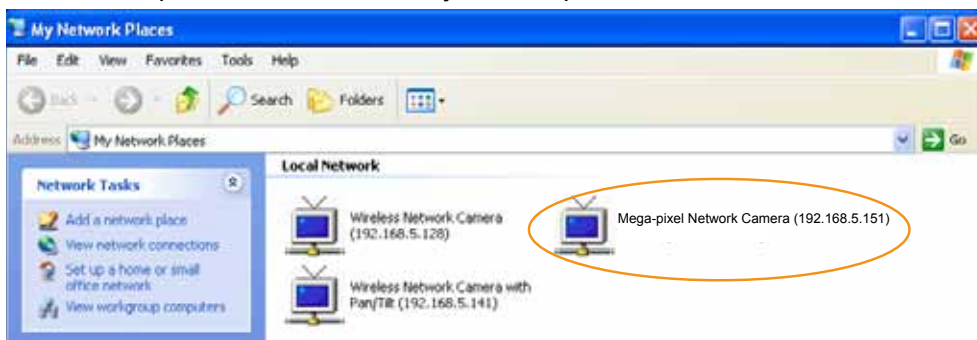 My Network Places
File Edit View Favorites Tools Help
Back Search Folders
Address My Network Places Go
Local Network
Network Tasks
Add a network place
View network connections
Set up a home or small
office network
View workgroup computers
Wireless Network Camera
(192.168.5.128)
Mega-pixel Network Camera (192.168.5.151)
Wireless Network Camera with
Pan/Tilt (192.168.5.141)